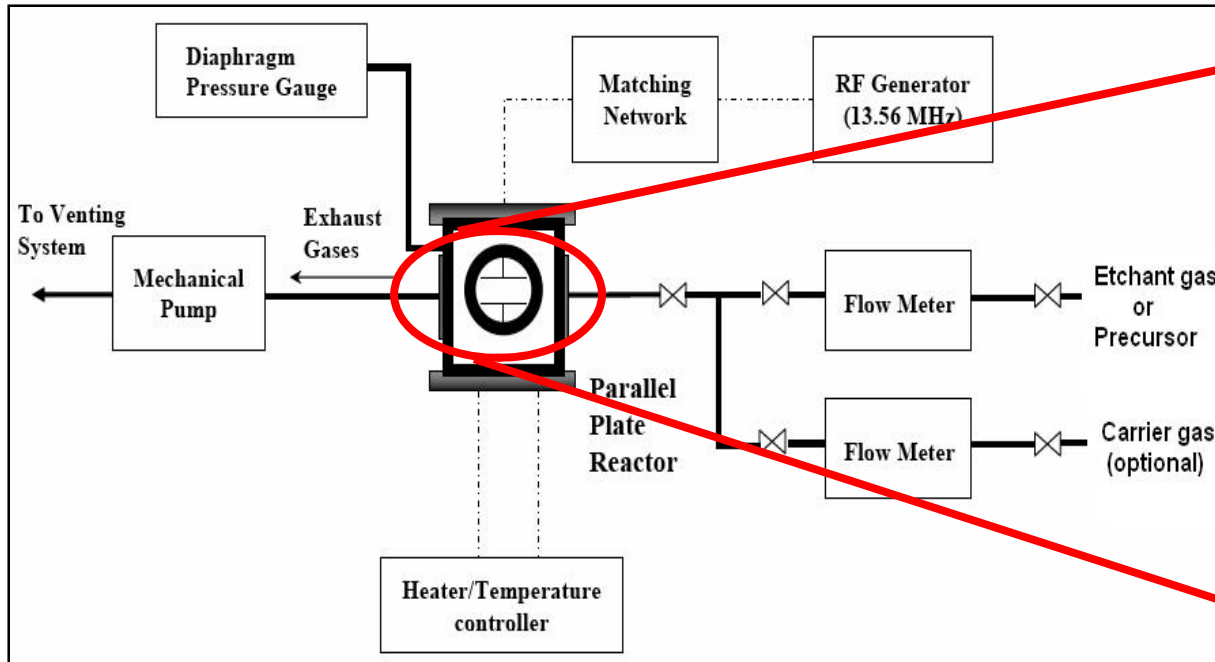 Diaphragm
Pressure Gauge
Matching
Network
RF Generator
(13.56 MHz)
To Venting
System
Exhaust
Gases
Mechanical
Pump
Flow Meter
Etchant gas
or
Precursor
Parallel
Plate
Reactor
Flow Meter
Carrier gas
(optional)
Heater/Temperature
controller